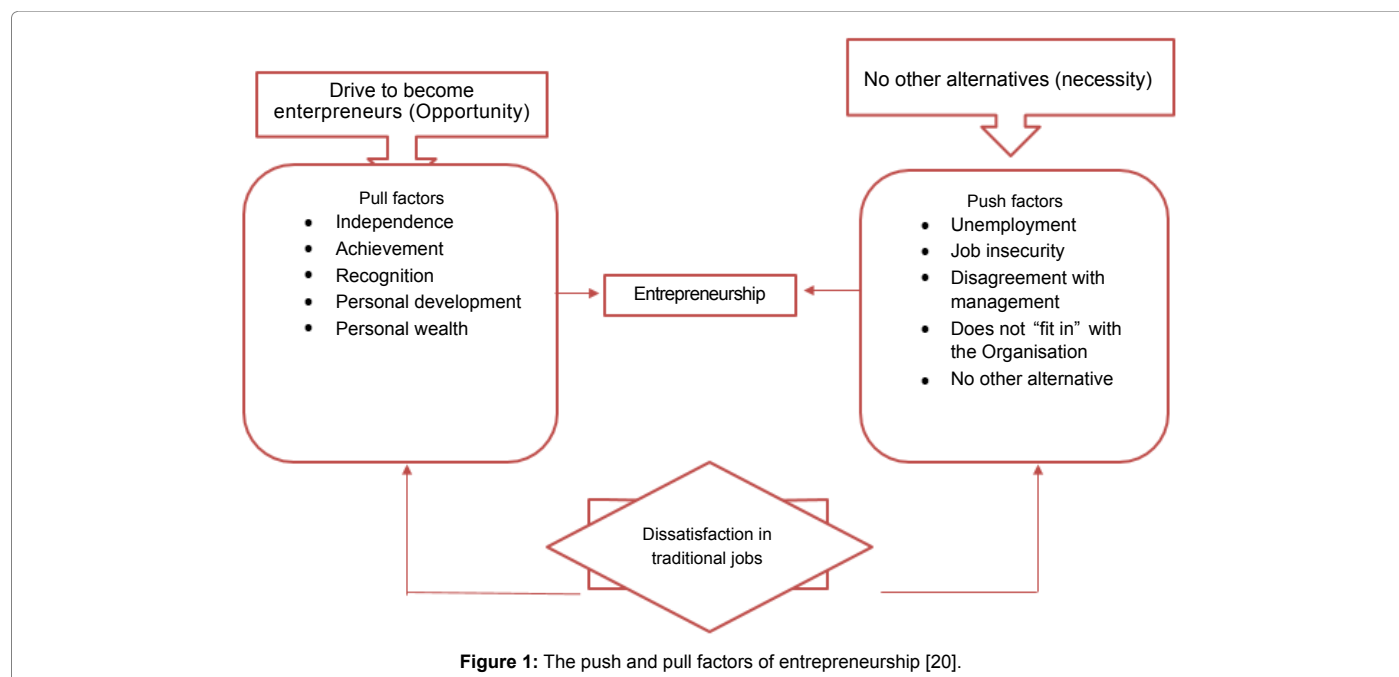 Drive to become
enterpreneurs (Opportunity)
No other alternatives (necessity)
Pull factors
• Independence
• Achievement
• Recognition
• Personal development
• Personal wealth
Entrepreneurship
Push factors
• Unemployment
• Job insecurity
• Disagreement with
management
• Does not “fit in” with
the Organisation
• No other alternative
Dissatisfaction in
traditional jobs
Figure 1: The push and pull factors of entrepreneurship [20].